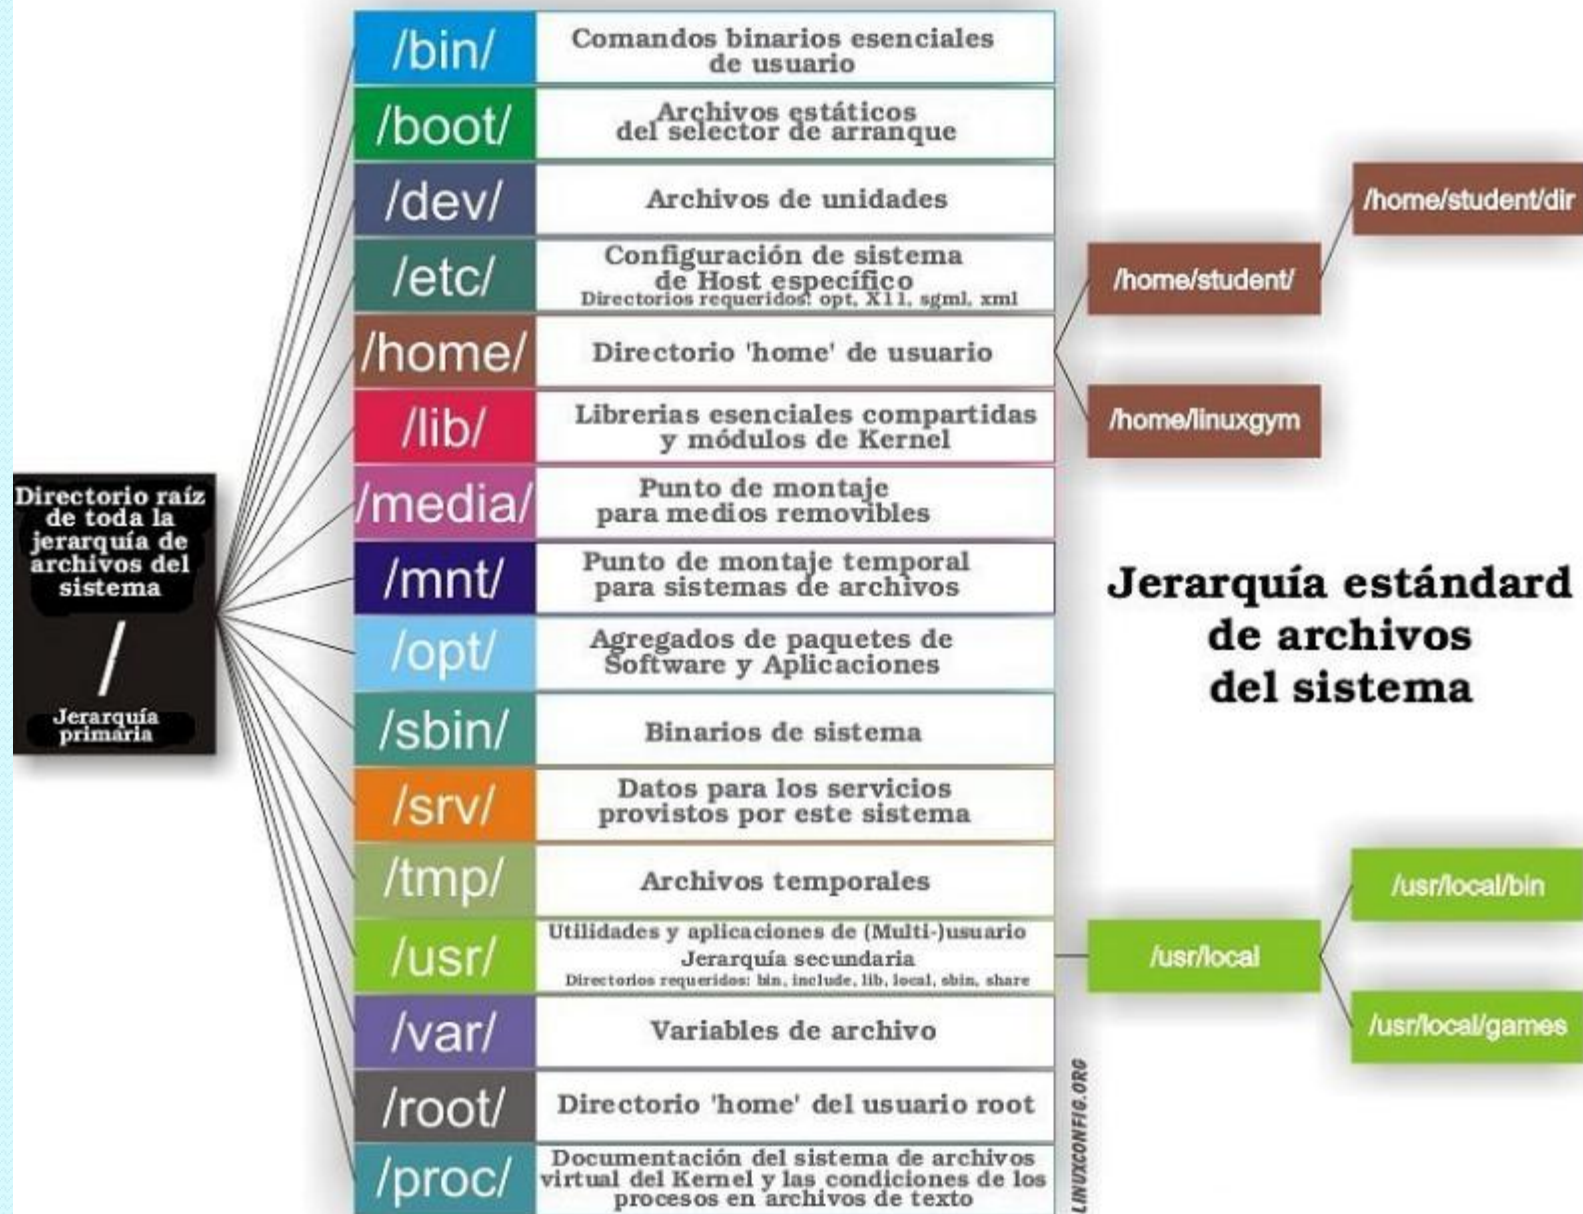 Directorio raíz
de toda la
jerarquía de
archivos del
sistema
/
Jerarquía
primaria
/bin/
Comandos binarios esenciales
de usuario
/boot/
Archivos estáticos
del selector de arranque
/dev/
Archivos de unidades
/etc/
Configuración de sistema
de Host específico
Directorios requeridos: opt, X11, sgml, xml
/home/
Directorio 'home' de usuario
/home/student/
/home/student/dir
/home/linuxgym
/lib/
Librerias esenciales compartidas
y módulos de Kernel
/media/
Punto de montaje
para medios removibles
/mnt/
Punto de montaje temporal
para sistemas de archivos
/opt/
Agregados de paquetes de
Software y Aplicaciones
/sbin/
Binarios de sistema
/srv/
Datos para los servicios
provistos por este sistema
/tmp/
Archivos temporales
/usr/
Utilidades y aplicaciones de (Multi-)usuario
Jerarquía secundaria
Directorios requeridos: bin, include, lib, local, sbin, share
/usr/local
/usr/local/bin
/usr/local/games
/var/
Variables de archivo
/root/
Directorio 'home' del usuario root
/proc/
Documentación del sistema de archivos
virtual del Kernel y las condiciones de los
procesos en archivos de texto
Jerarquía estándard
de archivos
del sistema
LINUXCONFIG.ORG